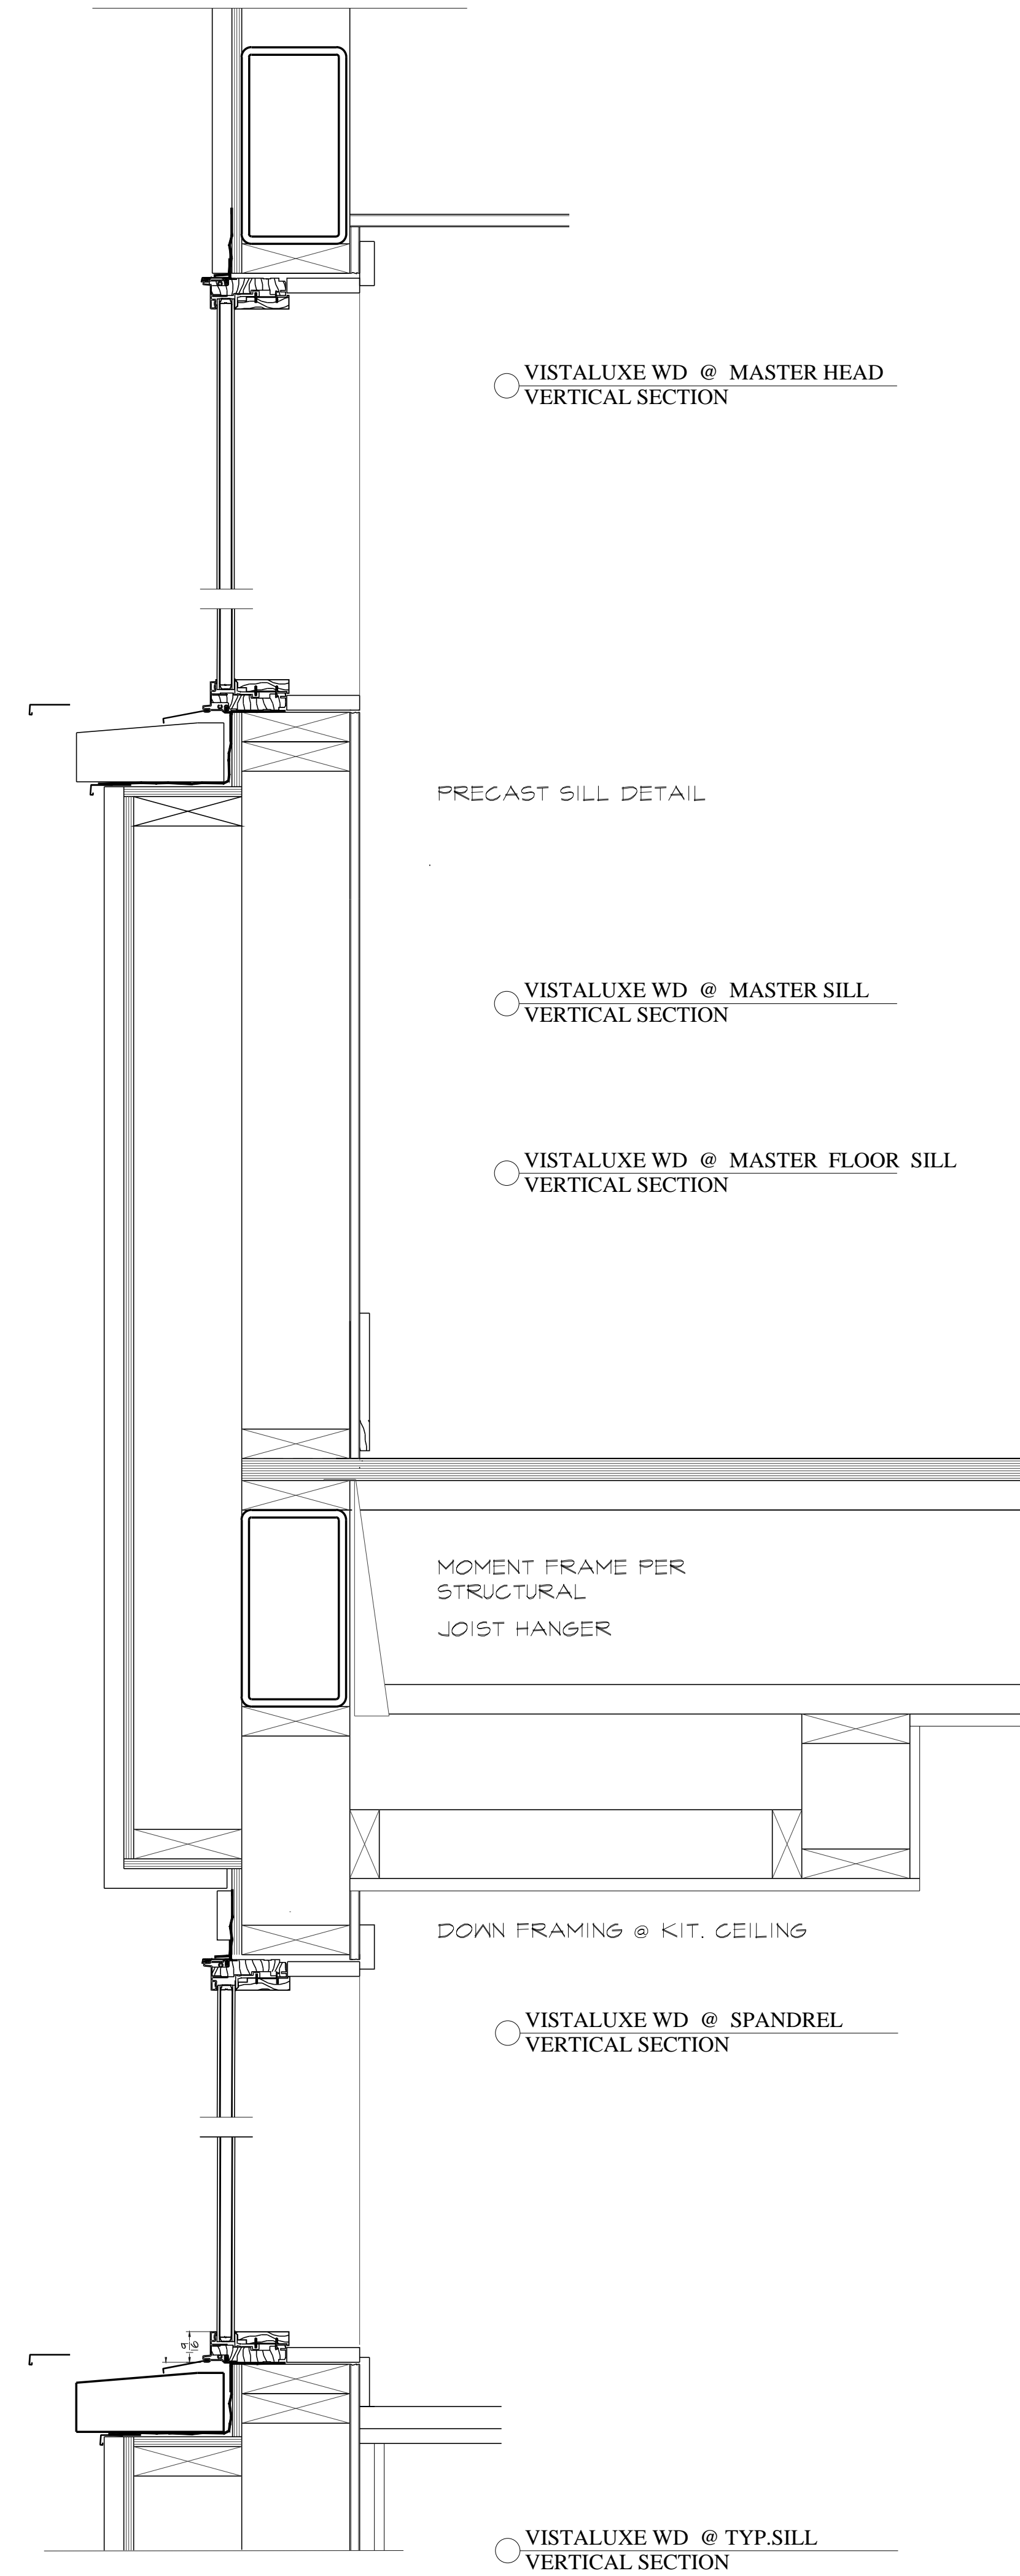 VISTALUXE WD @ MASTER HEAD
VERTICAL SECTION
PRECAST SILL DETAIL
VISTALUXE WD @ MASTER SILL
VERTICAL SECTION
VISTALUXE WD @ MASTER FLOOR SILL
VERTICAL SECTION
MOMENT FRAME PER
STRUCTURAL
JOIST HANGER
DOWN FRAMING @ KIT. CEILING
VISTALUXE WD @ SPANDREL
VERTICAL SECTION
9/16
VISTALUXE WD @ TYP.SILL
VERTICAL SECTION